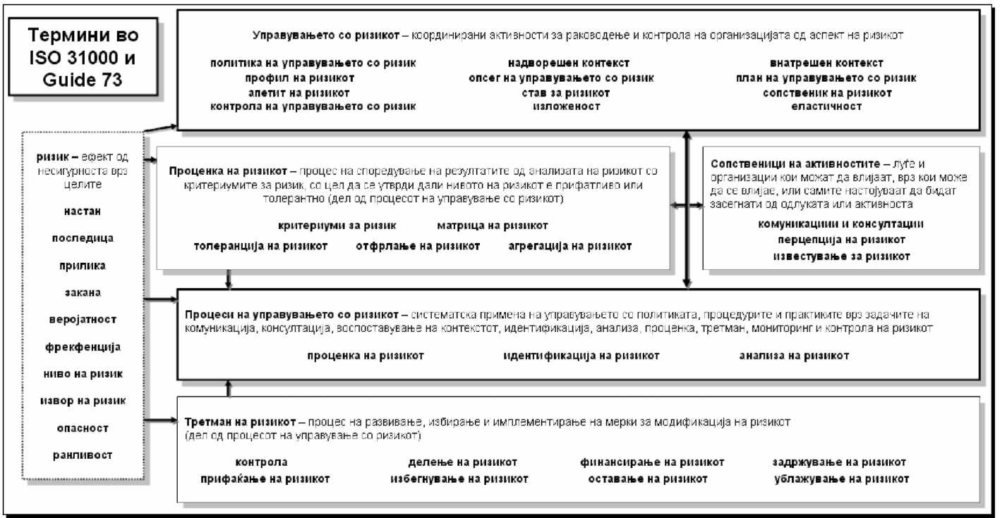 Термини во
ISO 31000 и
Guide 73
Управувањето со ризикот – координирани активности за раководење и контрола на организацијата од аспект на ризикот
политика на управувањето со ризик надворешен контекст внатрешен контекст
профил на ризикот опсег на управувањето со ризик план на управувањето со ризик
апетит на ризикот став за ризикот сопственик на ризикот
контрола на управувањето со ризик изложеност еластичност
ризик – ефект од
несигурноста врз
целите
настан
последица
прилика
закана
веројатност
фрекфенција
ниво на ризик
извор на ризик
опасност
ранливост
Проценка на ризикот – процес на споредување на резултатите од анализата на ризикот со
критериумите за ризик, со цел да се утврди дали нивото на ризикот е прифатливо или
толерантно (дел од процесот на управување со ризикот)
критериуми за ризик матрица на ризикот
толеранција на ризикот отфрлање на ризикот агрегација на ризикот
Сопственици на активностите – луѓе и
организации кои можат да влијаат, врз кои може
да се влијае, или самите настојуваат да бидат
засегнати од одлуката или активноста
комуникациии и консултации
перцепција на ризикот
известување за ризикот
Процеси на управувањето со ризикот – систематска примена на управувањето со политиката, процедурите и практиките врз задачите на
комуникација, консултација, воспоставување на контекстот, идентификација, анализа, проценка, третман, мониторинг и контрола на ризикот
проценка на ризикот идентификација на ризикот анализа на ризикот
Третман на ризикот – процес на развивање, избирање и имплементирање на мерки за модификација на ризикот
(дел од процесот на управување со ризикот)
контрола делење на ризикот финансирање на ризикот задржување на ризикот
прифаќање на ризикот избегнување на ризикот оставање на ризикот ублажување на ризикот